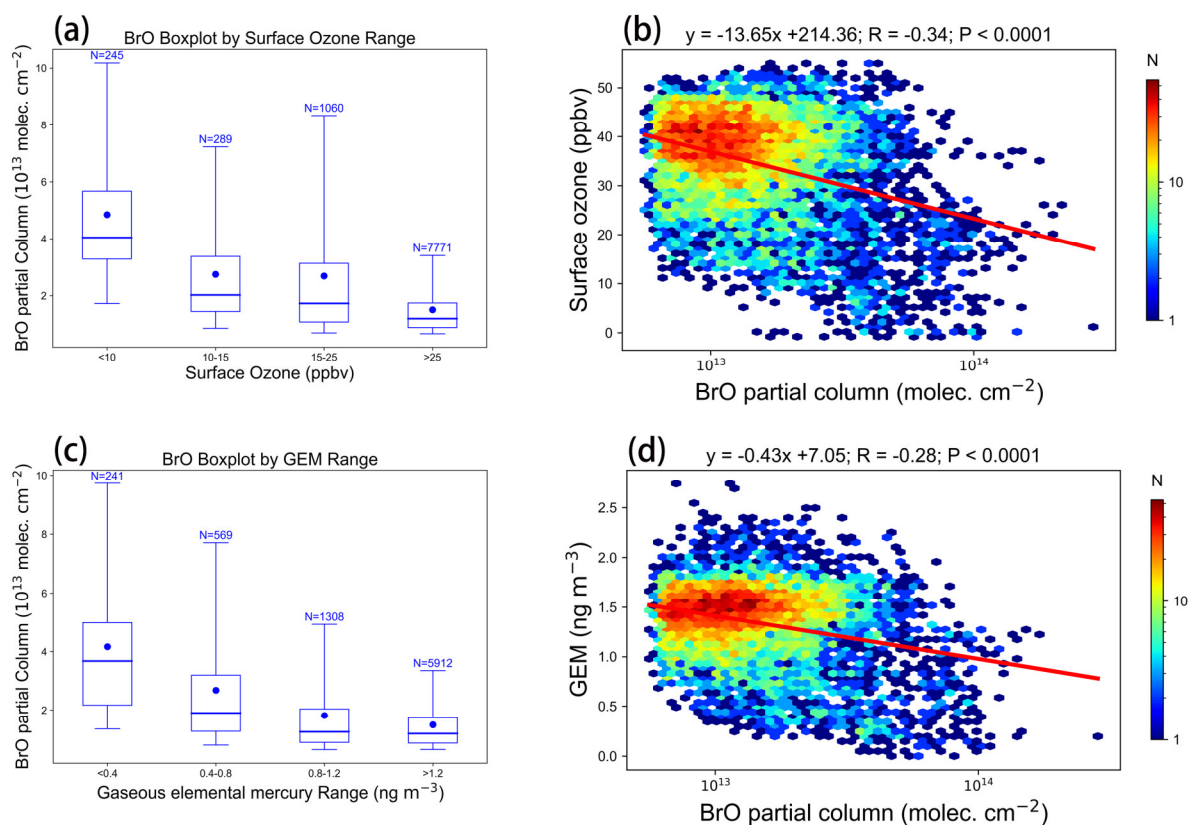 (a)
BrO Boxplot by Surface Ozone Range
BrO partial Column (10¹³ molec. cm⁻²)
10
8
6
4
2
N=245
N=289
N=1060
N=7771
<10
10-15
15-25
>25
Surface Ozone (ppbv)
(b)
y = -13.65x +214.36; R = -0.34; P < 0.0001
Surface ozone (ppbv)
50
40
30
20
10
0
10¹³
10¹⁴
BrO partial column (molec. cm⁻²)
N
10
1
(c)
BrO Boxplot by GEM Range
BrO partial Column (10¹³ molec. cm⁻²)
10
8
6
4
2
N=241
N=569
N=1308
N=5912
<0.4
0.4-0.8
0.8-1.2
>1.2
Gaseous elemental mercury Range (ng m⁻³)
(d)
y = -0.43x +7.05; R = -0.28; P < 0.0001
GEM (ng m⁻³)
2.5
2.0
1.5
1.0
0.5
0.0
10¹³
10¹⁴
BrO partial column (molec. cm⁻²)
N
10
1